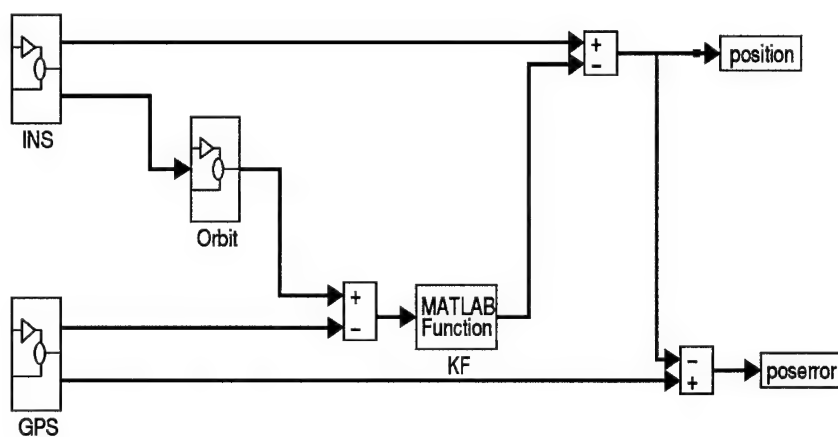 +
−
position
INS
Orbit
+
−
MATLAB
Function
KF
−
+
poserror
GPS